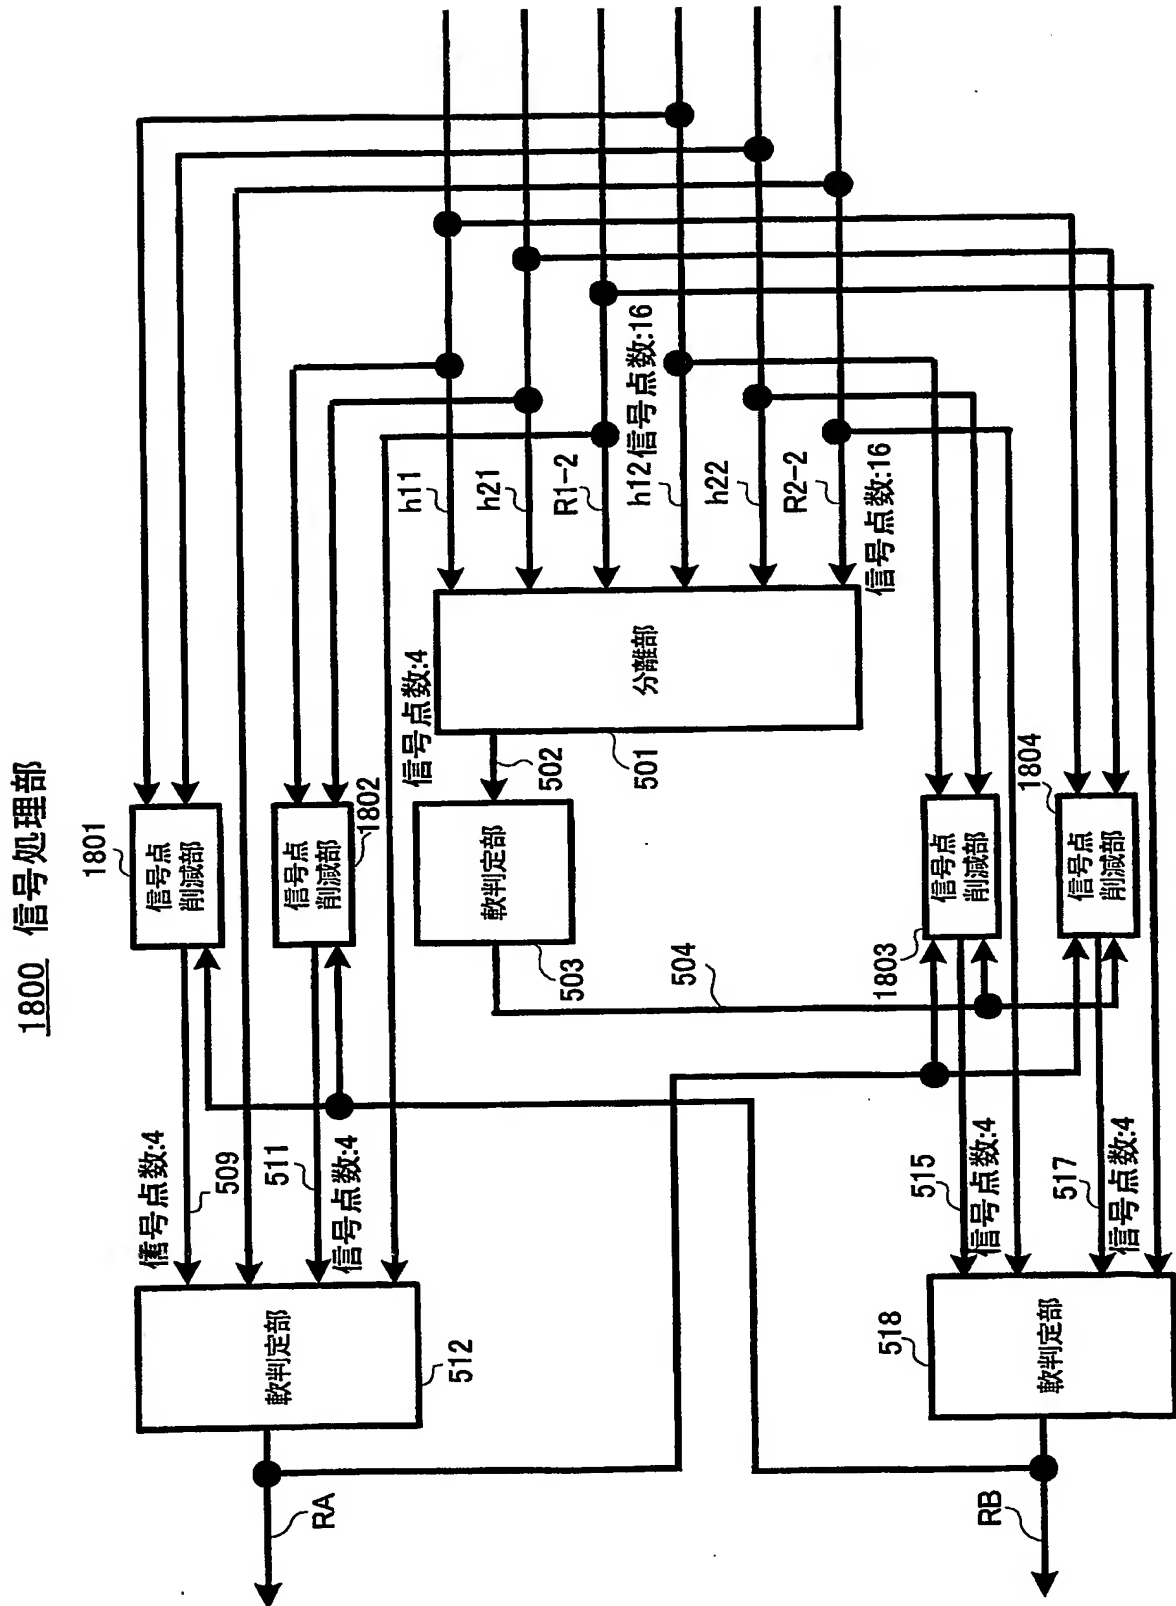 1800 信号処理部
1801
信号点
削減部
信号点数:4
509
軟判定部
512
RA
1802
信号点
削減部
511
信号点数:4
信号点数:4
h11
h21
R1-2
h12
信号点数:16
h22
R2-2
信号点数:16
分離部
501
502
軟判定部
503
504
1803
信号点
削減部
515
信号点数:4
1804
信号点
削減部
517
信号点数:4
518
軟判定部
RB